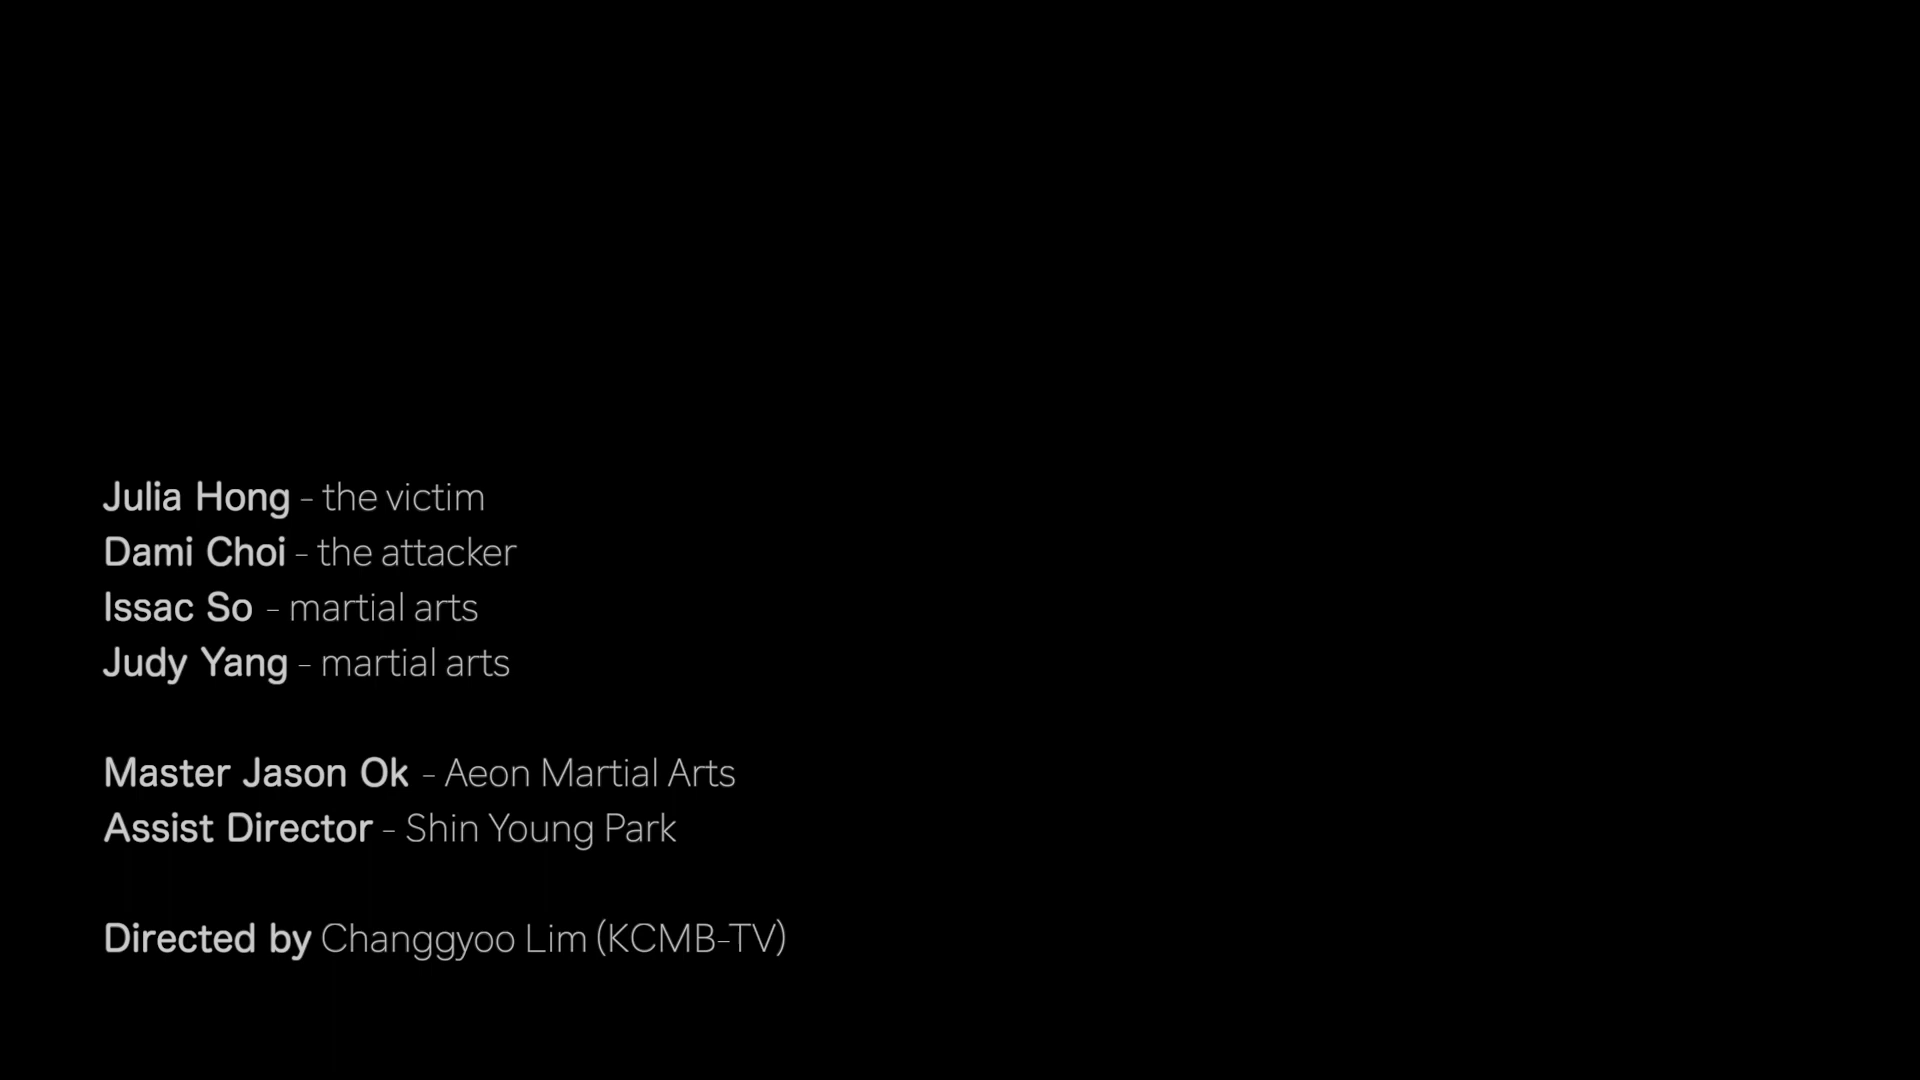 Julia Hong - the victim
Dami Choi - the attacker
Issac So - martial arts
Judy Yang - martial arts
Master Jason Ok - Aeon Martial Arts
Assist Director - Shin Young Park
Directed by Changgyoo Lim (KCMB-TV)